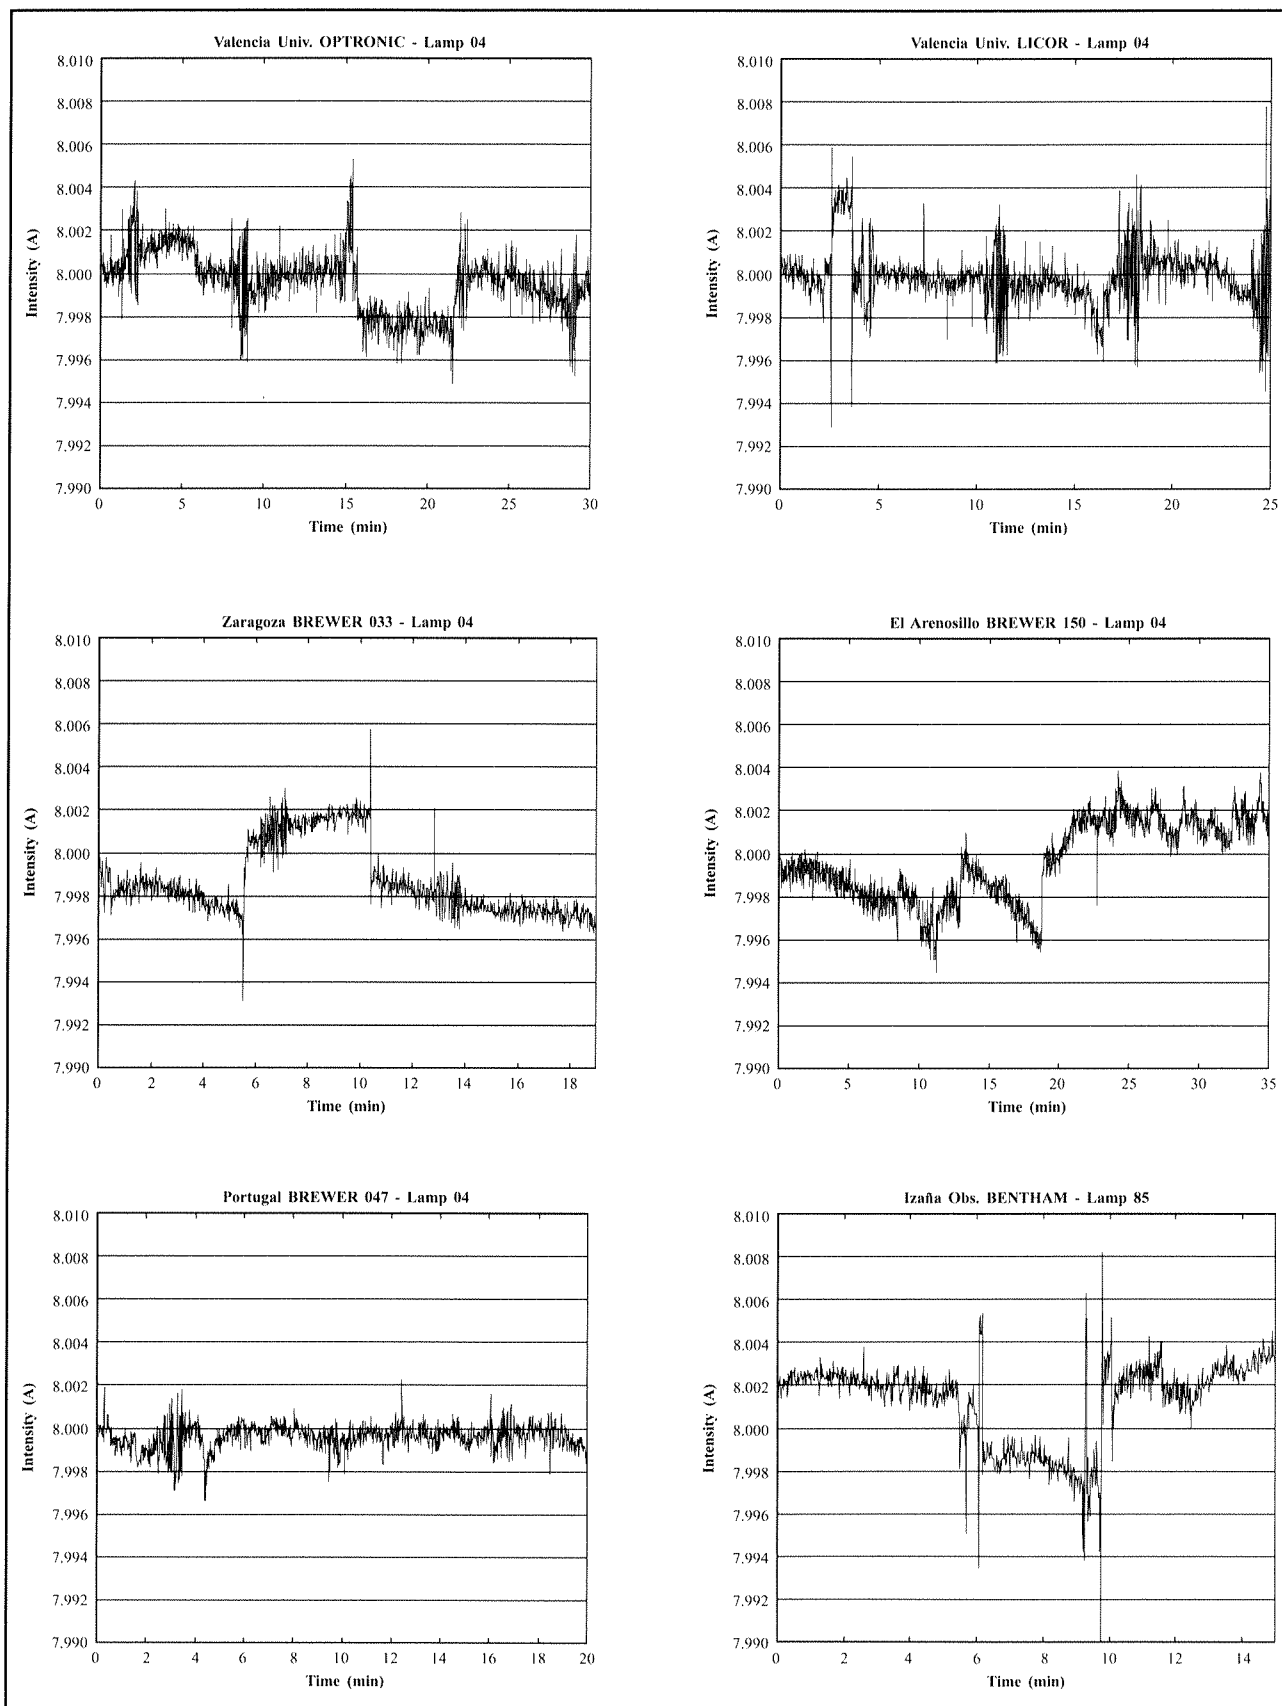 Valencia Univ. OPTRONIC - Lamp 04
8.010
8.008
8.006
8.004
8.002
8.000
7.998
7.996
7.994
7.992
7.990
Intensity (A)
0 5 10 15 20 25 30
Time (min)
Valencia Univ. LICOR - Lamp 04
8.010
8.008
8.006
8.004
8.002
8.000
7.998
7.996
7.994
7.992
7.990
Intensity (A)
0 5 10 15 20 25
Time (min)
Zaragoza BREWER 033 - Lamp 04
8.010
8.008
8.006
8.004
8.002
8.000
7.998
7.996
7.994
7.992
7.990
Intensity (A)
0 2 4 6 8 10 12 14 16 18
Time (min)
El Arenosillo BREWER 150 - Lamp 04
8.010
8.008
8.006
8.004
8.002
8.000
7.998
7.996
7.994
7.992
7.990
Intensity (A)
0 5 10 15 20 25 30 35
Time (min)
Portugal BREWER 047 - Lamp 04
8.010
8.008
8.006
8.004
8.002
8.000
7.998
7.996
7.994
7.992
7.990
Intensity (A)
0 2 4 6 8 10 12 14 16 18 20
Time (min)
Izaña Obs. BENTHAM - Lamp 85
8.010
8.008
8.006
8.004
8.002
8.000
7.998
7.996
7.994
7.992
7.990
Intensity (A)
0 2 4 6 8 10 12 14
Time (min)